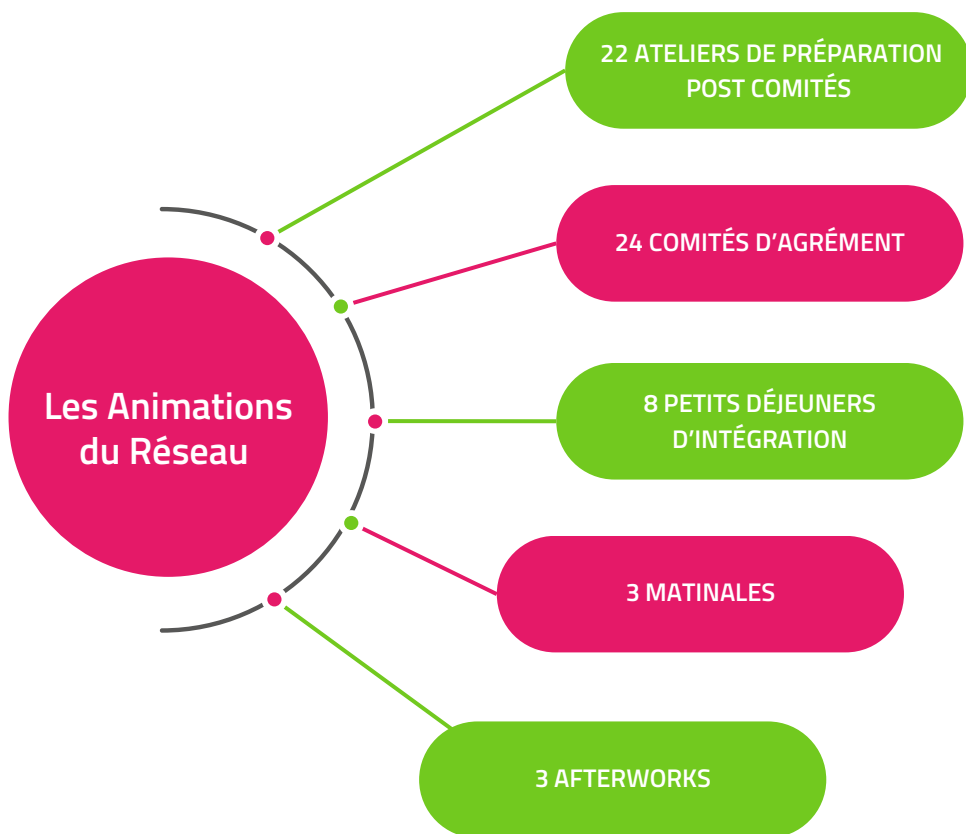 22 ATELIERS DE PRÉPARATION
POST COMITÉS
24 COMITÉS D’AGRÉMENT
Les Animations
du Réseau
8 PETITS DÉJEUNERS
D’INTÉGRATION
3 MATINALES
3 AFTERWORKS